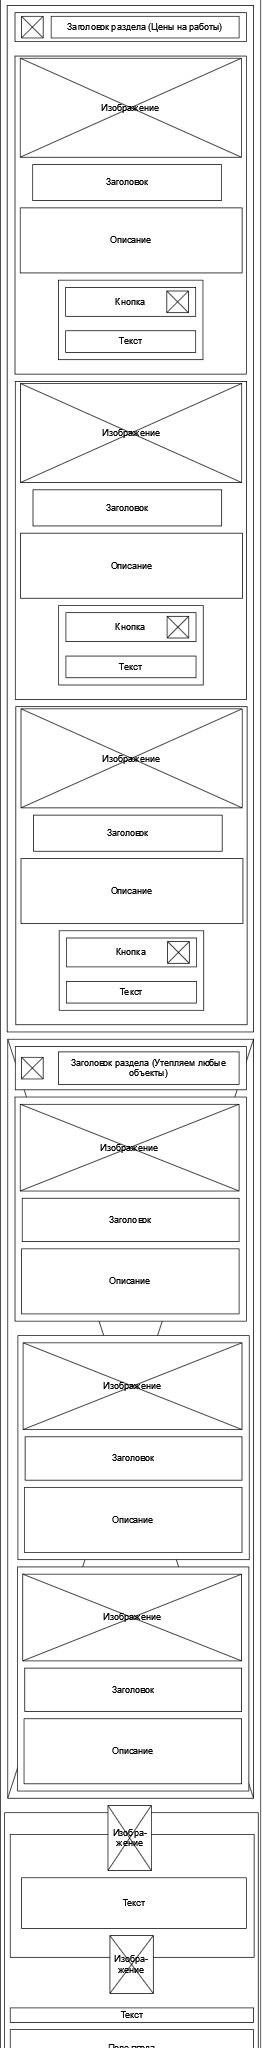 Заголовок раздела (Цены на работы)
Изображение
Заголовок
Описание
Кнопка
Текст
Изображение
Заголовок
Описание
Кнопка
Текст
Изображение
Заголовок
Описание
Кнопка
Текст
Заголовок раздела (Утепляем любые
объекты)
Изображение
Заголовок
Описание
Изображение
Заголовок
Описание
Изображение
Заголовок
Описание
Изобра-
жение
Текст
Изобра-
жение
Текст